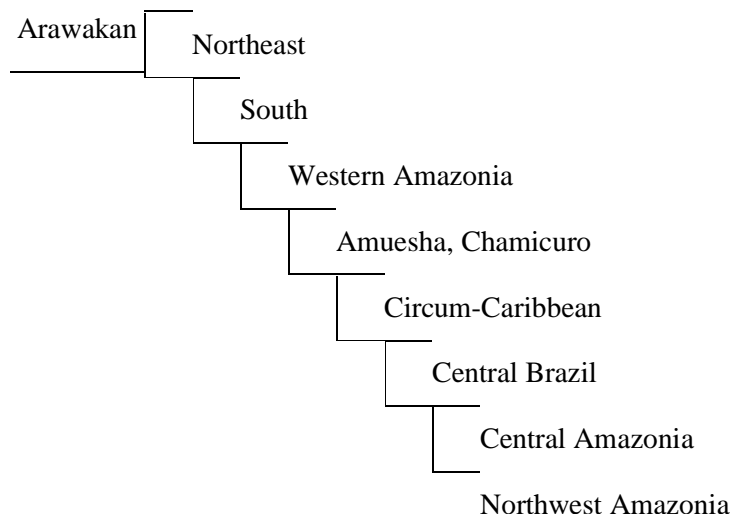 Arawakan
Northeast
South
Western Amazonia
Amuesha, Chamicuro
Circum-Caribbean
Central Brazil
Central Amazonia
Northwest Amazonia